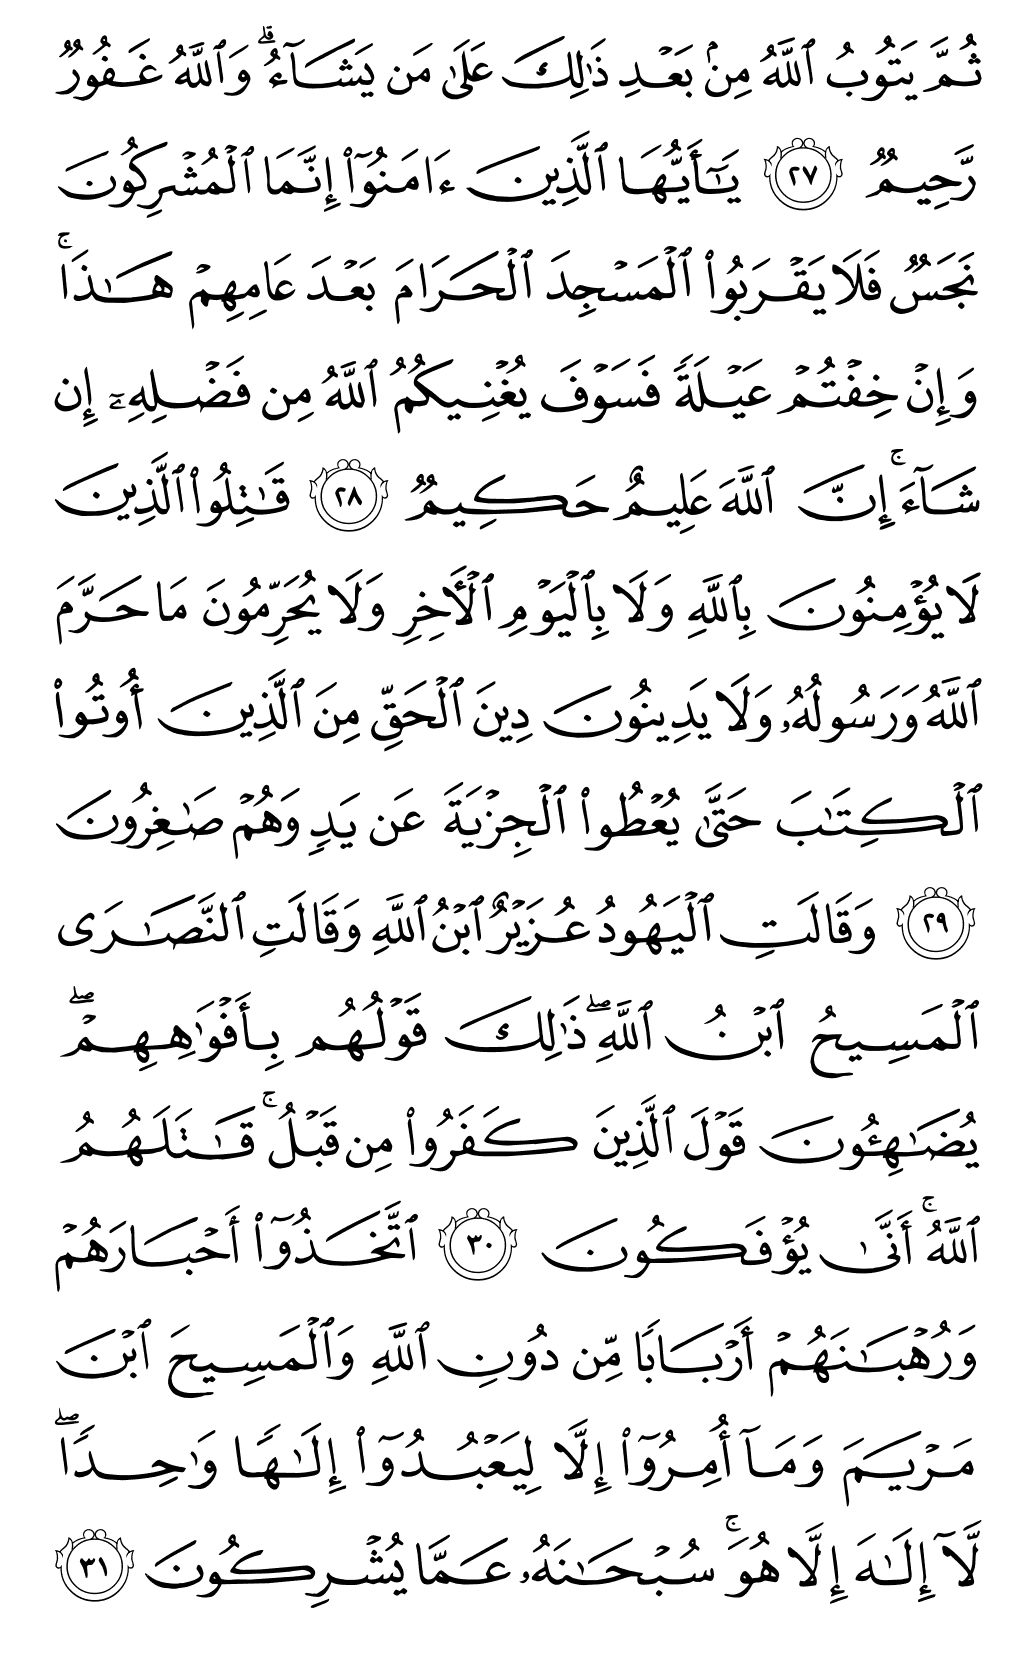 ثُمَّ يَتُوبُ ٱللَّهُ مِنۢ بَعْدِ ذَٰلِكَ عَلَىٰ مَن يَشَآءُ ۗ وَٱللَّهُ غَفُورٌ
رَّحِيمٌ ٢٧ يَـٰٓأَيُّهَا ٱلَّذِينَ ءَامَنُوٓا۟ إِنَّمَا ٱلْمُشْرِكُونَ
نَجَسٌ فَلَا يَقْرَبُوا۟ ٱلْمَسْجِدَ ٱلْحَرَامَ بَعْدَ عَامِهِمْ هَـٰذَا ۚ
وَإِنْ خِفْتُمْ عَيْلَةً فَسَوْفَ يُغْنِيكُمُ ٱللَّهُ مِن فَضْلِهِۦٓ إِن
شَآءَ ۚ إِنَّ ٱللَّهَ عَلِيمٌ حَكِيمٌ ٢٨ قَـٰتِلُوا۟ ٱلَّذِينَ
لَا يُؤْمِنُونَ بِٱللَّهِ وَلَا بِٱلْيَوْمِ ٱلْـَٔاخِرِ وَلَا يُحَرِّمُونَ مَا حَرَّمَ
ٱللَّهُ وَرَسُولُهُۥ وَلَا يَدِينُونَ دِينَ ٱلْحَقِّ مِنَ ٱلَّذِينَ أُوتُوا۟
ٱلْكِتَـٰبَ حَتَّىٰ يُعْطُوا۟ ٱلْجِزْيَةَ عَن يَدٍ وَهُمْ صَـٰغِرُونَ
٢٩ وَقَالَتِ ٱلْيَهُودُ عُزَيْرٌ ٱبْنُ ٱللَّهِ وَقَالَتِ ٱلنَّصَـٰرَى
ٱلْمَسِيحُ ٱبْنُ ٱللَّهِ ۖ ذَٰلِكَ قَوْلُهُم بِأَفْوَٰهِهِمْ ۖ
يُضَـٰهِـُٔونَ قَوْلَ ٱلَّذِينَ كَفَرُوا۟ مِن قَبْلُ ۚ قَـٰتَلَهُمُ
ٱللَّهُ ۚ أَنَّىٰ يُؤْفَكُونَ ٣٠ ٱتَّخَذُوٓا۟ أَحْبَارَهُمْ
وَرُهْبَـٰنَهُمْ أَرْبَابًا مِّن دُونِ ٱللَّهِ وَٱلْمَسِيحَ ٱبْنَ
مَرْيَمَ وَمَآ أُمِرُوٓا۟ إِلَّا لِيَعْبُدُوٓا۟ إِلَـٰهًا وَٰحِدًا ۖ
لَّآ إِلَـٰهَ إِلَّا هُوَ ۚ سُبْحَـٰنَهُۥ عَمَّا يُشْرِكُونَ ٣١